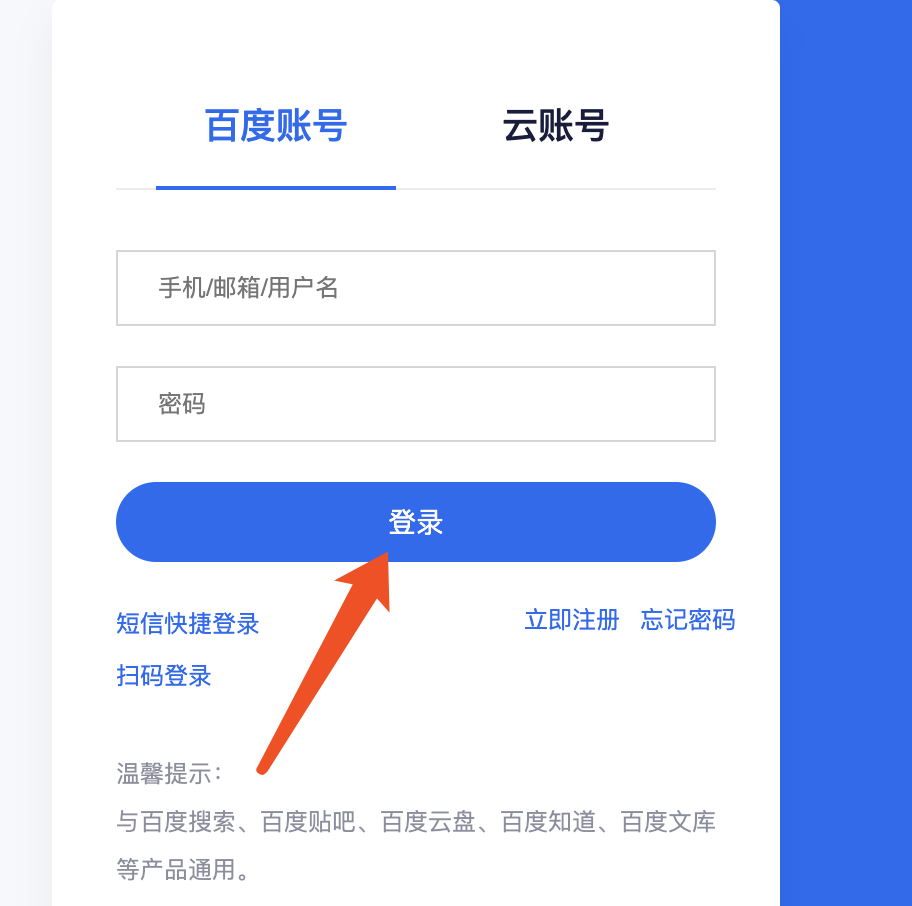 百度账号 云账号
手机/邮箱/用户名
密码
登录
短信快捷登录 立即注册 忘记密码
扫码登录
温馨提示：
与百度搜索、百度贴吧、百度云盘、百度知道、百度文库
等产品通用。